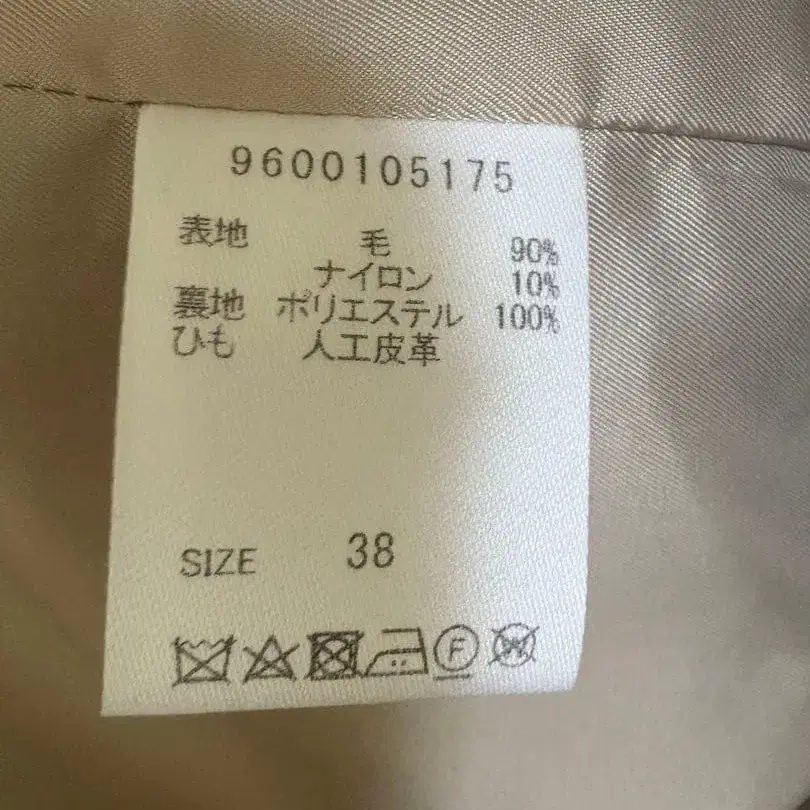 9600105175
表地 毛 90%
ナイロン 10%
裏地 ポリエステル 100%
ひも 人工皮革
SIZE 38
F W